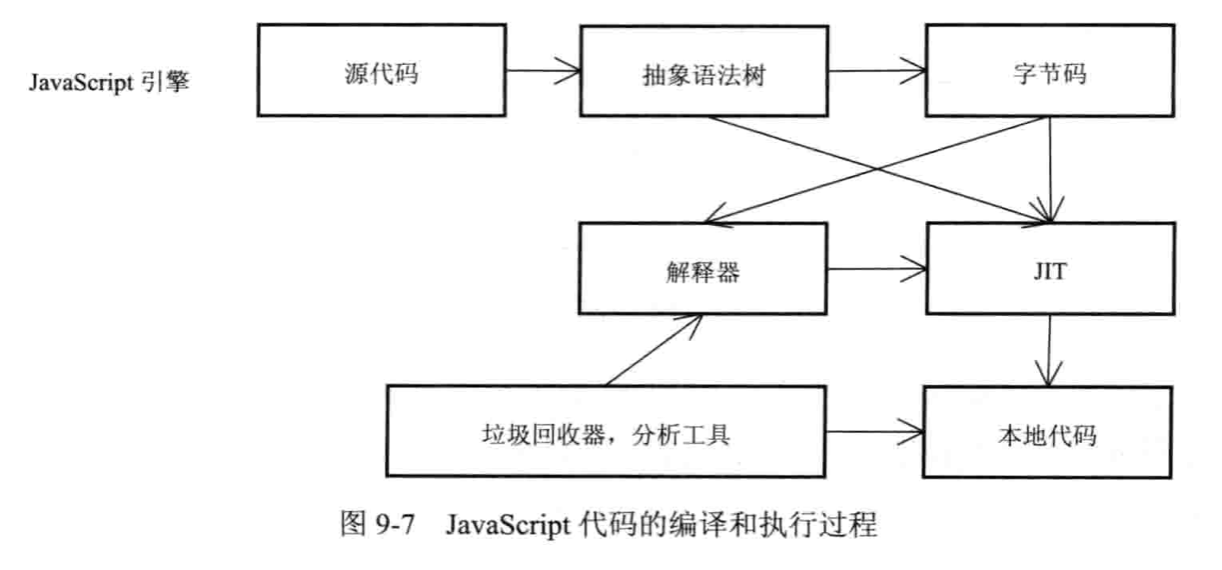 JavaScript 引擎
源代码
抽象语法树
字节码
解释器
JIT
垃圾回收器，分析工具
本地代码
图 9-7 JavaScript 代码的编译和执行过程